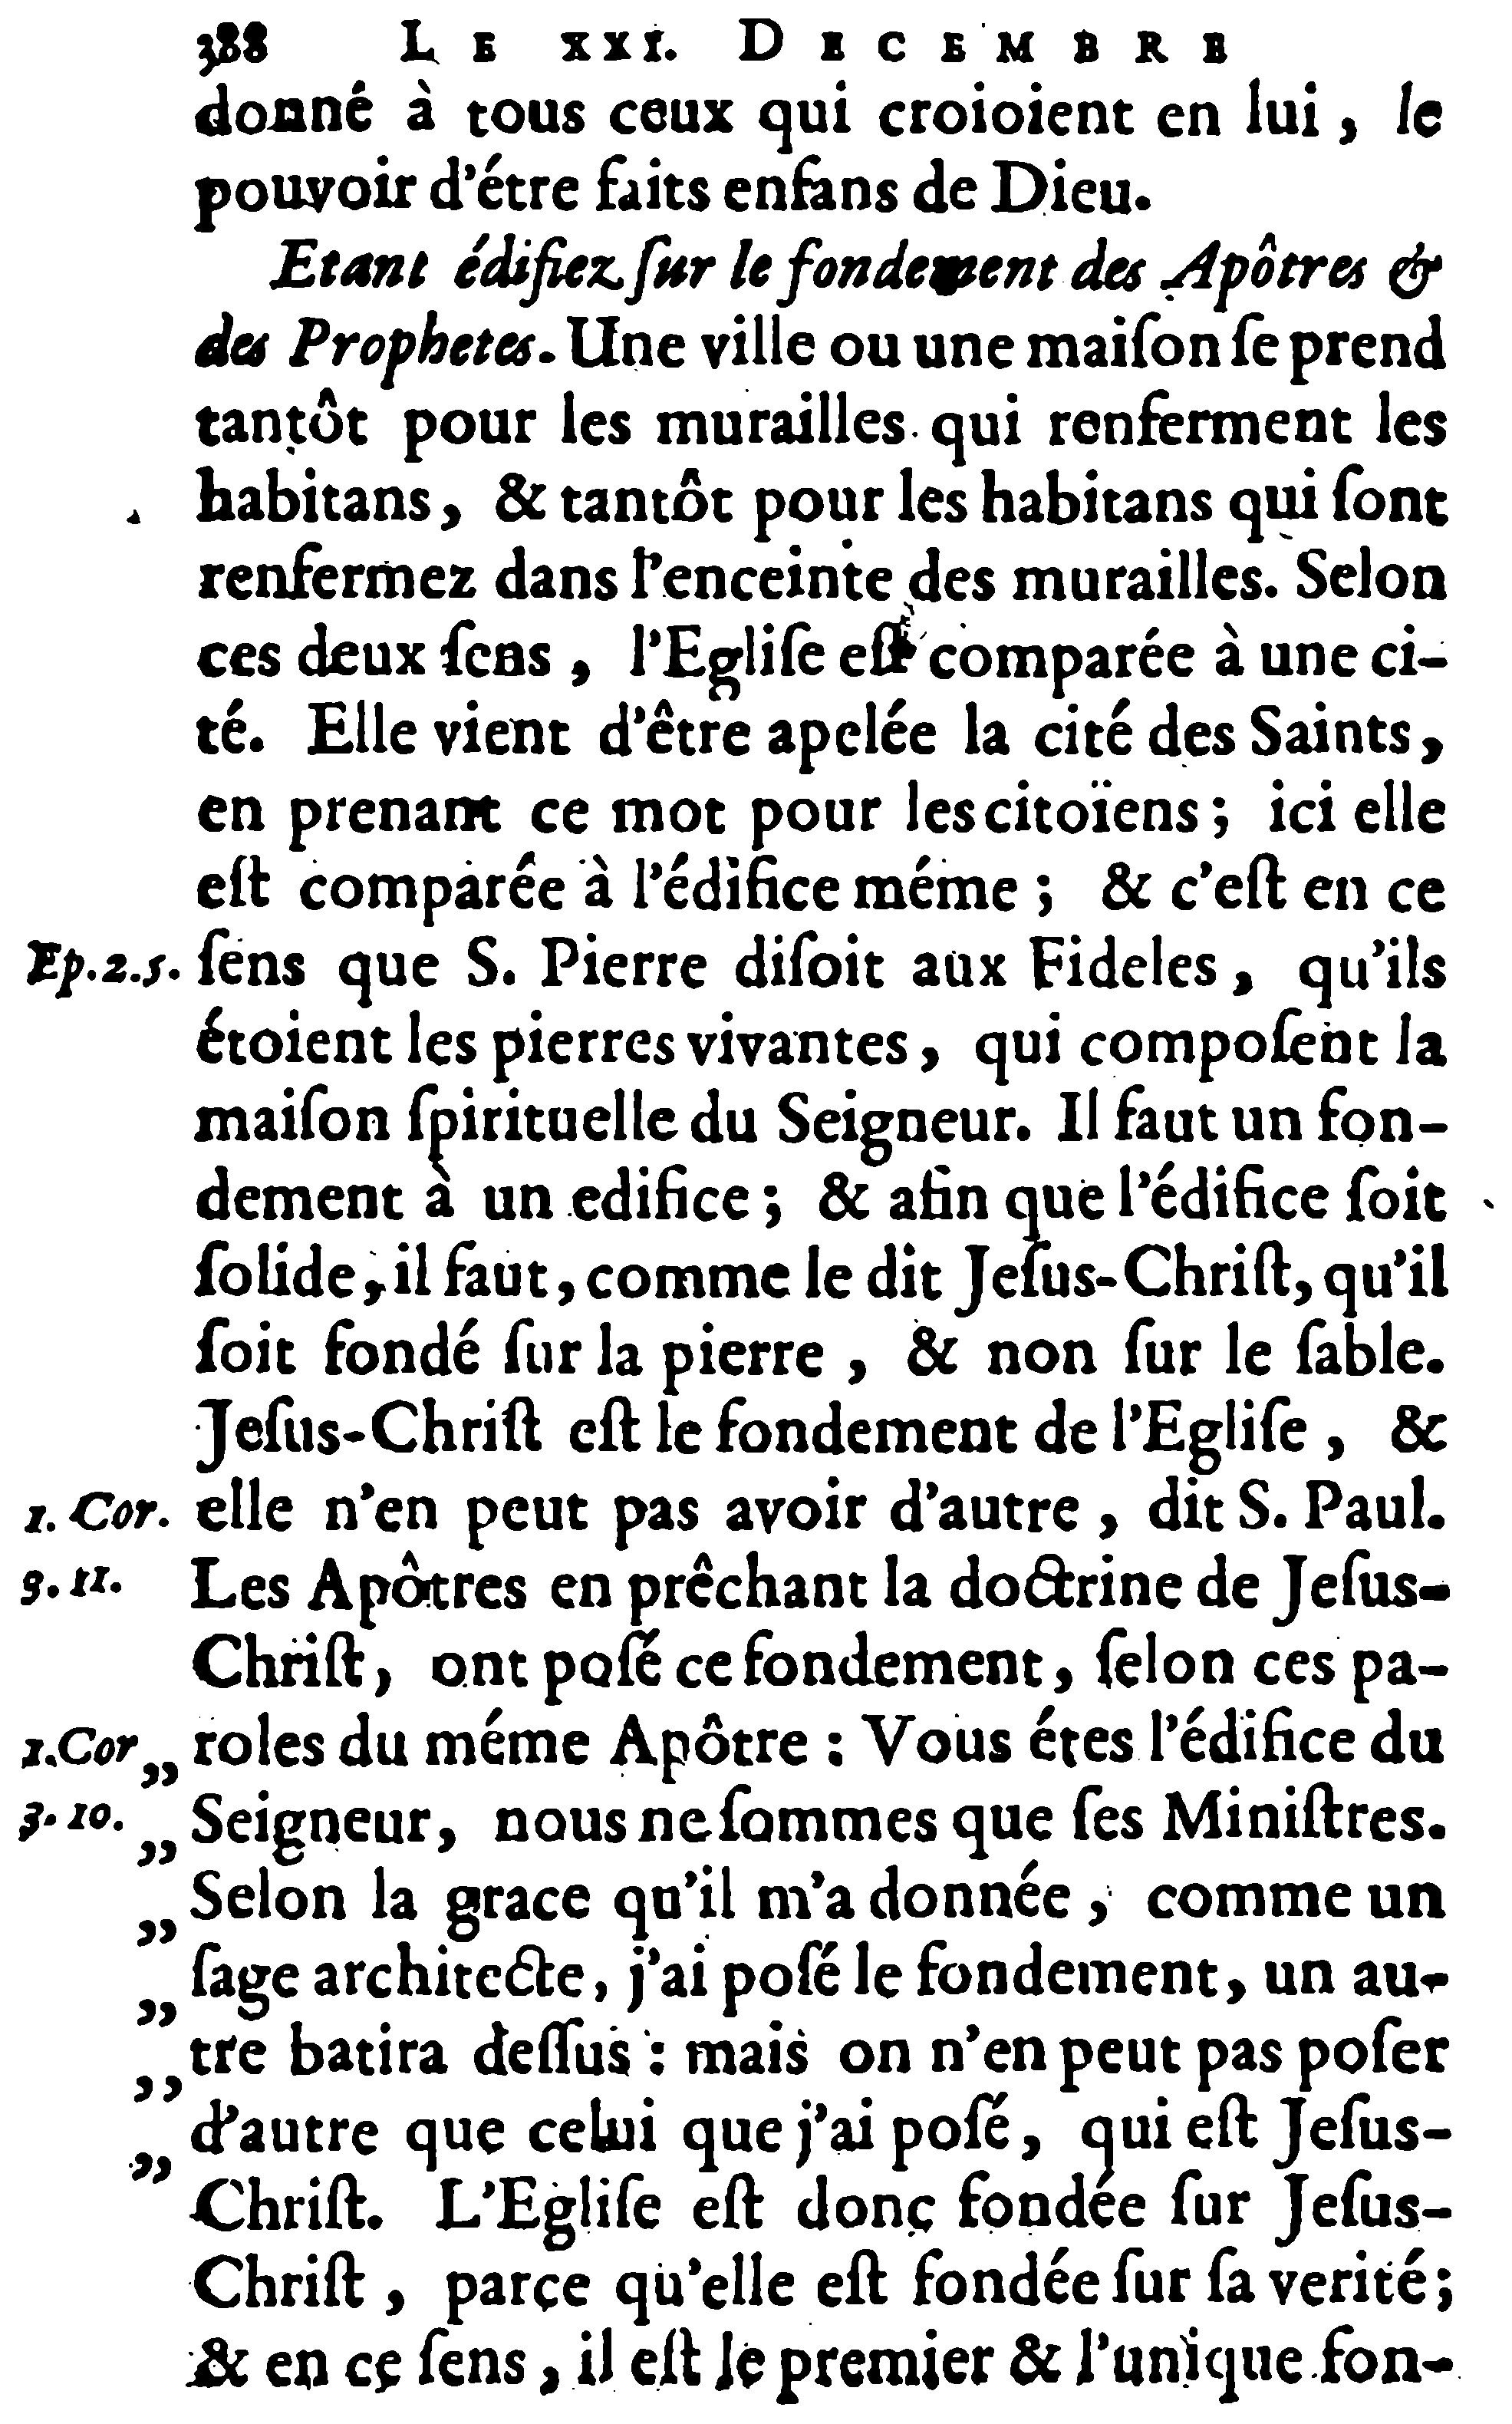 388 LE XXI. DECEMBRE
donné à tous ceux qui croioient en lui, le
pouvoir d'étre faits enfans de Dieu.
Etant édifiez ſur le fondement des Apôtres &
des Prophetes. Une ville ou une maiſon ſe prend
tantôt pour les murailles qui renferment les
habitans, & tantôt pour les habitans qui ſont
renfermez dans l'enceinte des murailles. Selon
ces deux ſens, l'Egliſe eſt comparée à une ci-
té. Elle vient d'être apelée la cité des Saints,
en prenant ce mot pour les citoïens; ici elle
eſt comparée à l'édifice méme; & c'eſt en ce
Ep. 2. 5. ſens que S. Pierre diſoit aux Fideles, qu'ils
étoient les pierres vivantes, qui compoſent la
maiſon ſpirituelle du Seigneur. Il faut un fon-
dement à un edifice; & afin que l'édifice ſoit
ſolide, il faut, comme le dit Jeſus-Chriſt, qu'il
ſoit fondé ſur la pierre, & non ſur le ſable.
Jeſus-Chriſt eſt le fondement de l'Egliſe, &
1. Cor. elle n'en peut pas avoir d'autre, dit S. Paul.
3. 11. Les Apôtres en prêchant la doctrine de Jeſus-
Chriſt, ont poſé ce fondement, ſelon ces pa-
1. Cor „ roles du méme Apôtre: Vous étes l'édifice du
3. 10. „ Seigneur, nous ne ſommes que ſes Miniſtres.
„ Selon la grace qu'il m'a donnée, comme un
„ ſage architecte, j'ai poſé le fondement, un au-
„ tre batira deſſus: mais on n'en peut pas poſer
„ d'autre que celui que j'ai poſé, qui eſt Jeſus-
Chriſt. L'Egliſe eſt donc fondée ſur Jeſus-
Chriſt, parce qu'elle eſt fondée ſur ſa verité;
& en ce ſens, il eſt le premier & l'unique fon-